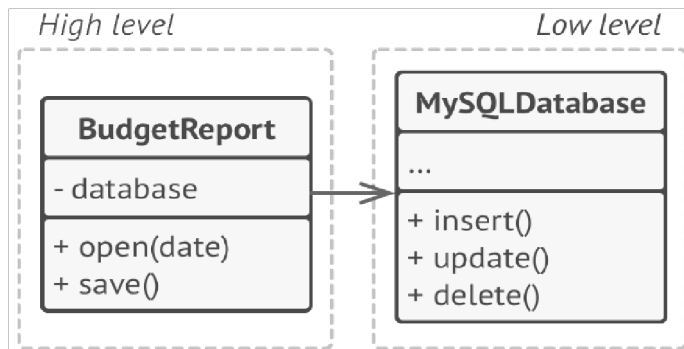 High level
Low level
BudgetReport
- database
+ open(date)
+ save()
MySQLDatabase
...
+ insert()
+ update()
+ delete()